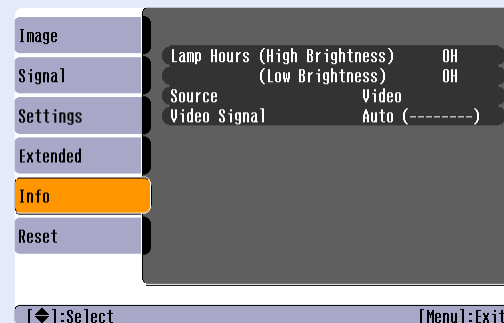 Image
Signal
Settings
Extended
Info
Reset
Lamp Hours (High Brightness) 0H
(Low Brightness) 0H
Source Video
Video Signal Auto (--------)
[◆]:Select [Menu]:Exit